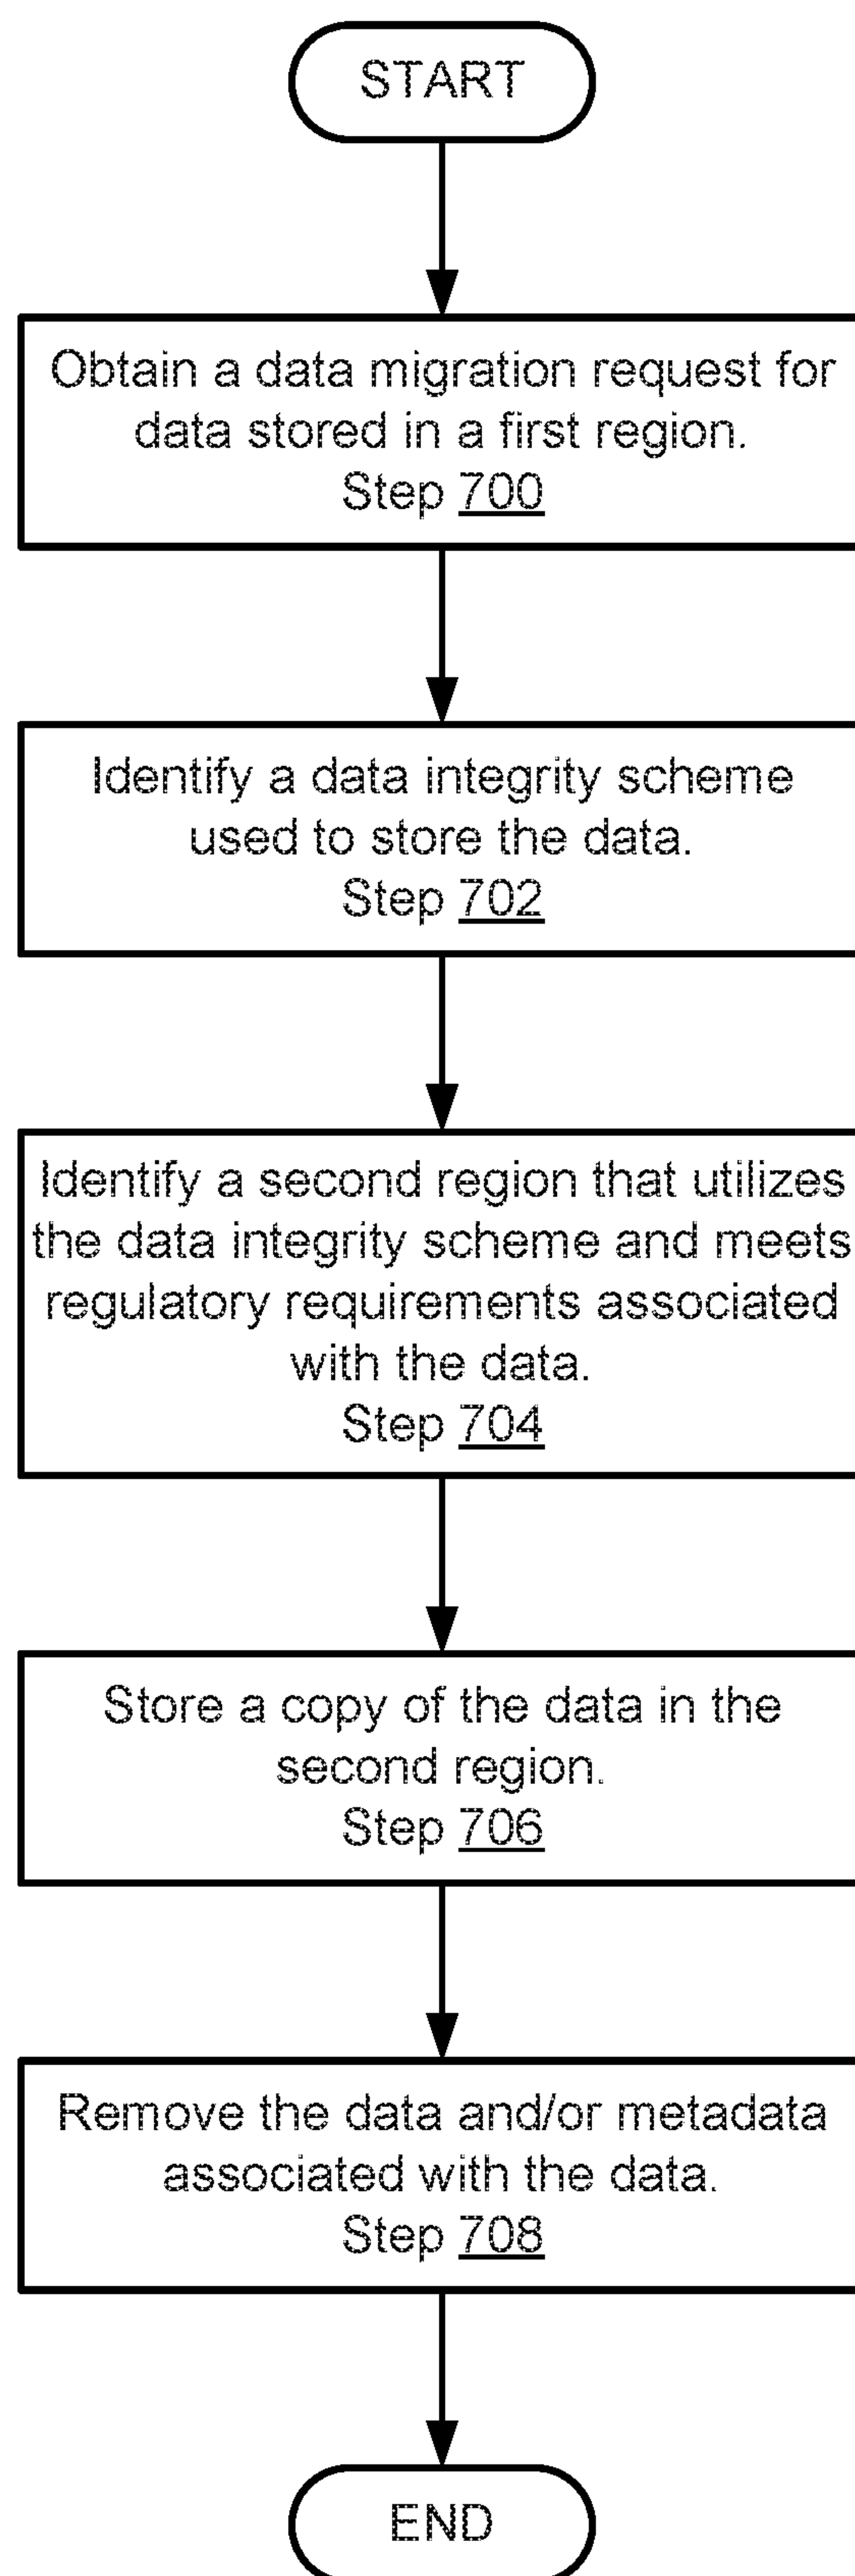 START
Obtain a data migration request for
data stored in a first region.
Step 700
Identify a data integrity scheme
used to store the data.
Step 702
Identify a second region that utilizes
the data integrity scheme and meets
regulatory requirements associated
with the data.
Step 704
Store a copy of the data in the
second region.
Step 706
Remove the data and/or metadata
associated with the data.
Step 708
END